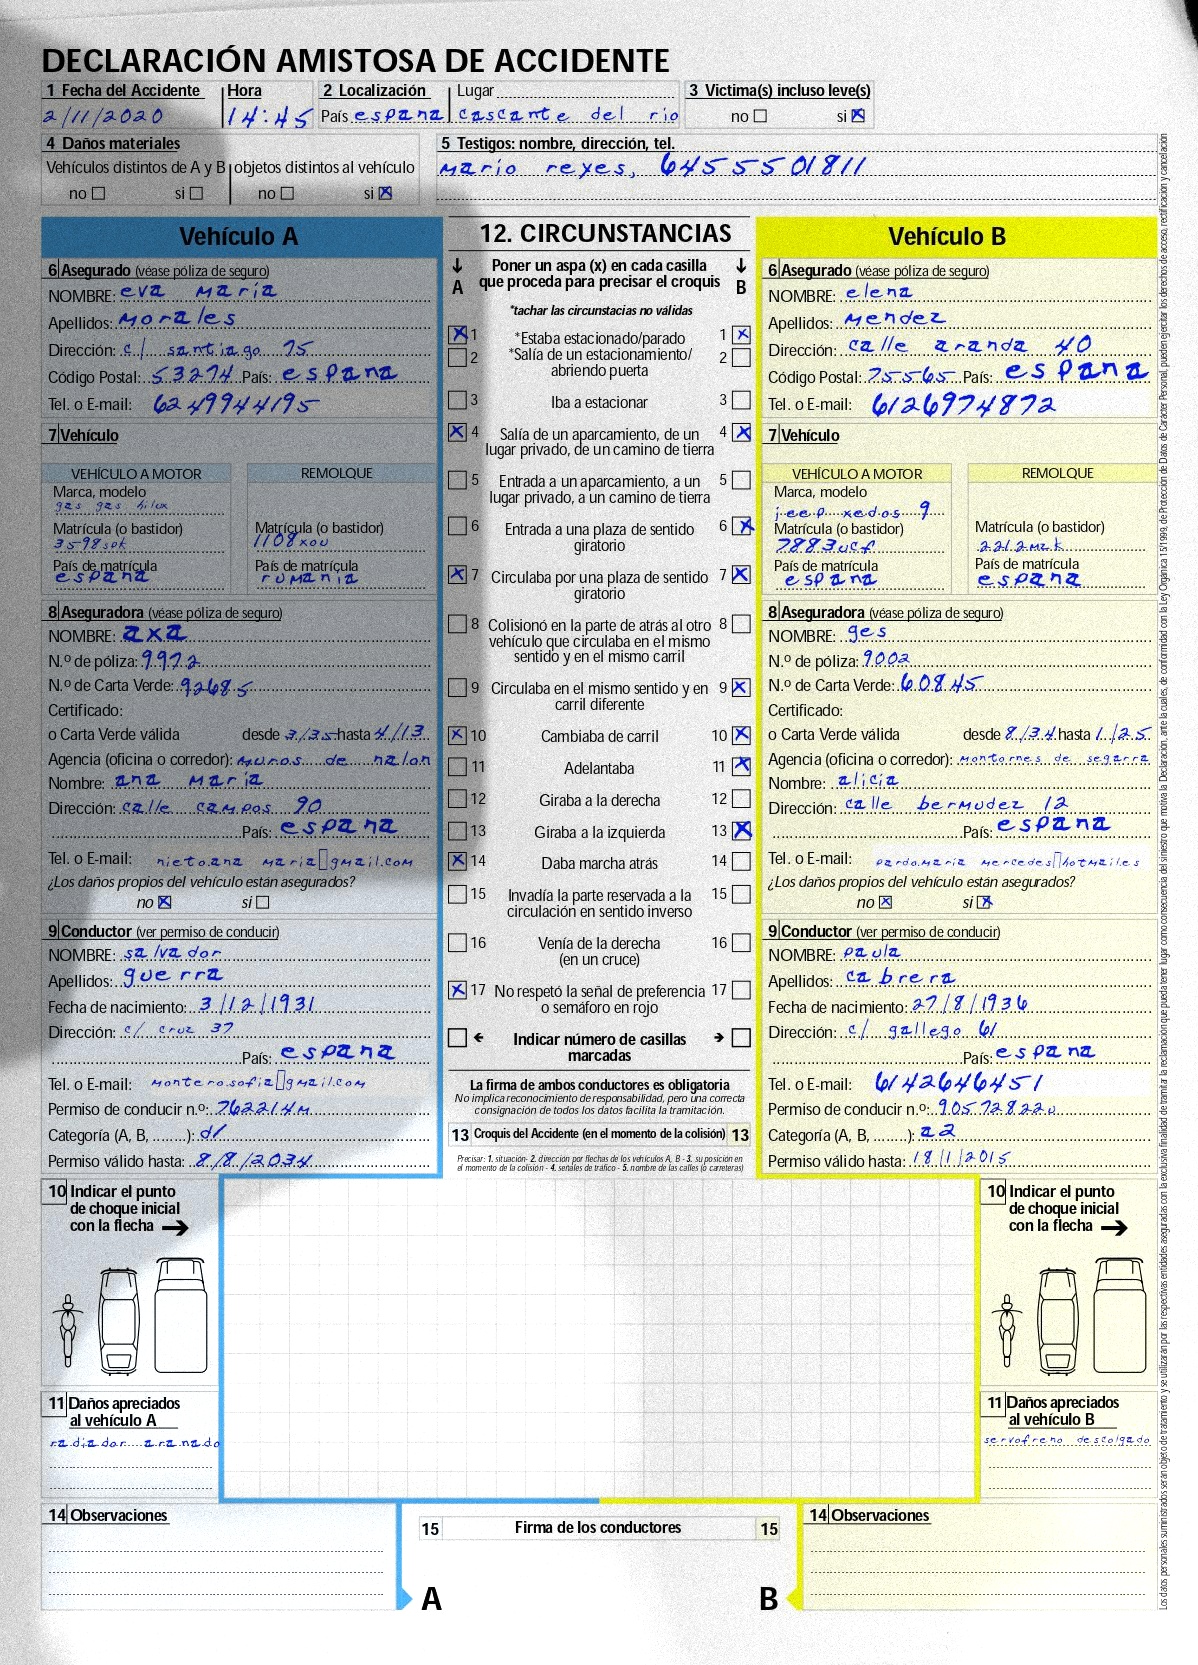 DECLARACIÓN AMISTOSA DE ACCIDENTE
1 Fecha del Accidente Hora 2 Localización Lugar 3 Victima(s) incluso leve(s)
2/11/2020 14:45 País espana cascante del rio no si
4 Daños materiales 5 Testigos: nombre, dirección, tel.
Vehículos distintos de A y B objetos distintos al vehículo mario reyes, 6455501811
no si no si
Vehículo A
6 Asegurado (véase póliza de seguro)
NOMBRE: eva maria
Apellidos: morales
Dirección: c/ santiago 75
Código Postal: 53274 País: espana
Tel. o E-mail: 6249944195
7 Vehículo
VEHÍCULO A MOTOR REMOLQUE
Marca, modelo
gas gas hilux
Matrícula (o bastidor) Matrícula (o bastidor)
3598spk 1108xou
País de matrícula País de matrícula
espana rumania
8 Aseguradora (véase póliza de seguro)
NOMBRE: axa
N.º de póliza: 9972
N.º de Carta Verde: 92685
Certificado:
o Carta Verde válida desde 3/35 hasta 4/13
Agencia (oficina o corredor): muros de nalon
Nombre: ana maria
Dirección: calle campos 90
País: espana
Tel. o E-mail: nieto.ana maria gmail.com
¿Los daños propios del vehículo están asegurados?
no si
9 Conductor (ver permiso de conducir)
NOMBRE: salvador
Apellidos: guerra
Fecha de nacimiento: 3/12/1931
Dirección: c/ cruz 37
País: espana
Tel. o E-mail: montero.sofia gmail.com
Permiso de conducir n.º: 762214m
Categoría (A, B, ........): d1
Permiso válido hasta: 8/8/2034
12. CIRCUNSTANCIAS
Poner un aspa (x) en cada casilla
A que proceda para precisar el croquis B
*tachar las circunstacias no válidas
1 *Estaba estacionado/parado 1
2 *Salía de un estacionamiento/ 2
abriendo puerta
3 Iba a estacionar 3
4 Salía de un aparcamiento, de un 4
lugar privado, de un camino de tierra
5 Entrada a un aparcamiento, a un 5
lugar privado, a un camino de tierra
6 Entrada a una plaza de sentido 6
giratorio
7 Circulaba por una plaza de sentido 7
giratorio
8 Colisionó en la parte de atrás al otro 8
vehículo que circulaba en el mismo
sentido y en el mismo carril
9 Circulaba en el mismo sentido y en 9
carril diferente
10 Cambiaba de carril 10
11 Adelantaba 11
12 Giraba a la derecha 12
13 Giraba a la izquierda 13
14 Daba marcha atrás 14
15 Invadía la parte reservada a la 15
circulación en sentido inverso
16 Venía de la derecha 16
(en un cruce)
17 No respetó la señal de preferencia 17
o semáforo en rojo
Indicar número de casillas
marcadas
La firma de ambos conductores es obligatoria
No implica reconocimiento de responsabilidad, pero una correcta
consignación de todos los datos facilita la tramitación.
13 Croquis del Accidente (en el momento de la colisión) 13
Precisar: 1. situación- 2. dirección por flechas de los vehículos A, B - 3. su posición en
el momento de la colisión - 4. señales de tráfico - 5. nombre de las calles (o carreteras)
Vehículo B
6 Asegurado (véase póliza de seguro)
NOMBRE: elena
Apellidos: mendez
Dirección: calle aranda 40
Código Postal: 75565 País: espana
Tel. o E-mail: 6126974872
7 Vehículo
VEHÍCULO A MOTOR REMOLQUE
Marca, modelo
jeep xedos 9
Matrícula (o bastidor) Matrícula (o bastidor)
7883ucf 2212mzk
País de matrícula País de matrícula
espana espana
8 Aseguradora (véase póliza de seguro)
NOMBRE: ges
N.º de póliza: 9002
N.º de Carta Verde: 60845
Certificado:
o Carta Verde válida desde 8/34 hasta 1/25
Agencia (oficina o corredor): montornes de segarra
Nombre: alicia
Dirección: calle bermudez 12
País: espana
Tel. o E-mail: pardo.maria mercedes hotmail.es
¿Los daños propios del vehículo están asegurados?
no si
9 Conductor (ver permiso de conducir)
NOMBRE: paula
Apellidos: cabrera
Fecha de nacimiento: 27/8/1936
Dirección: c/ gallego 61
País: espana
Tel. o E-mail: 6142646451
Permiso de conducir n.º: 90572822u
Categoría (A, B, ........): a2
Permiso válido hasta: 18/1/2015
10 Indicar el punto
de choque inicial
con la flecha
11 Daños apreciados
al vehículo A
radiador aranado
10 Indicar el punto
de choque inicial
con la flecha
11 Daños apreciados
al vehículo B
servofreno descolgado
14 Observaciones
15 Firma de los conductores 15
A B
14 Observaciones
Los datos personales suministrados serán objeto de tratamiento y se utilizaran por las respectivas entidades aseguradas con la exclusiva finalidad de tramitar la reclamación que pueda tener lugar como consecuencia del siniestro que motiva la Declaración, ante la cuales, de conformidad con la Ley Orgánica 15/1999, de Protección de Datos de Carácter Personal, pueden ejercitar los derechos de acceso, rectificación y cancelación